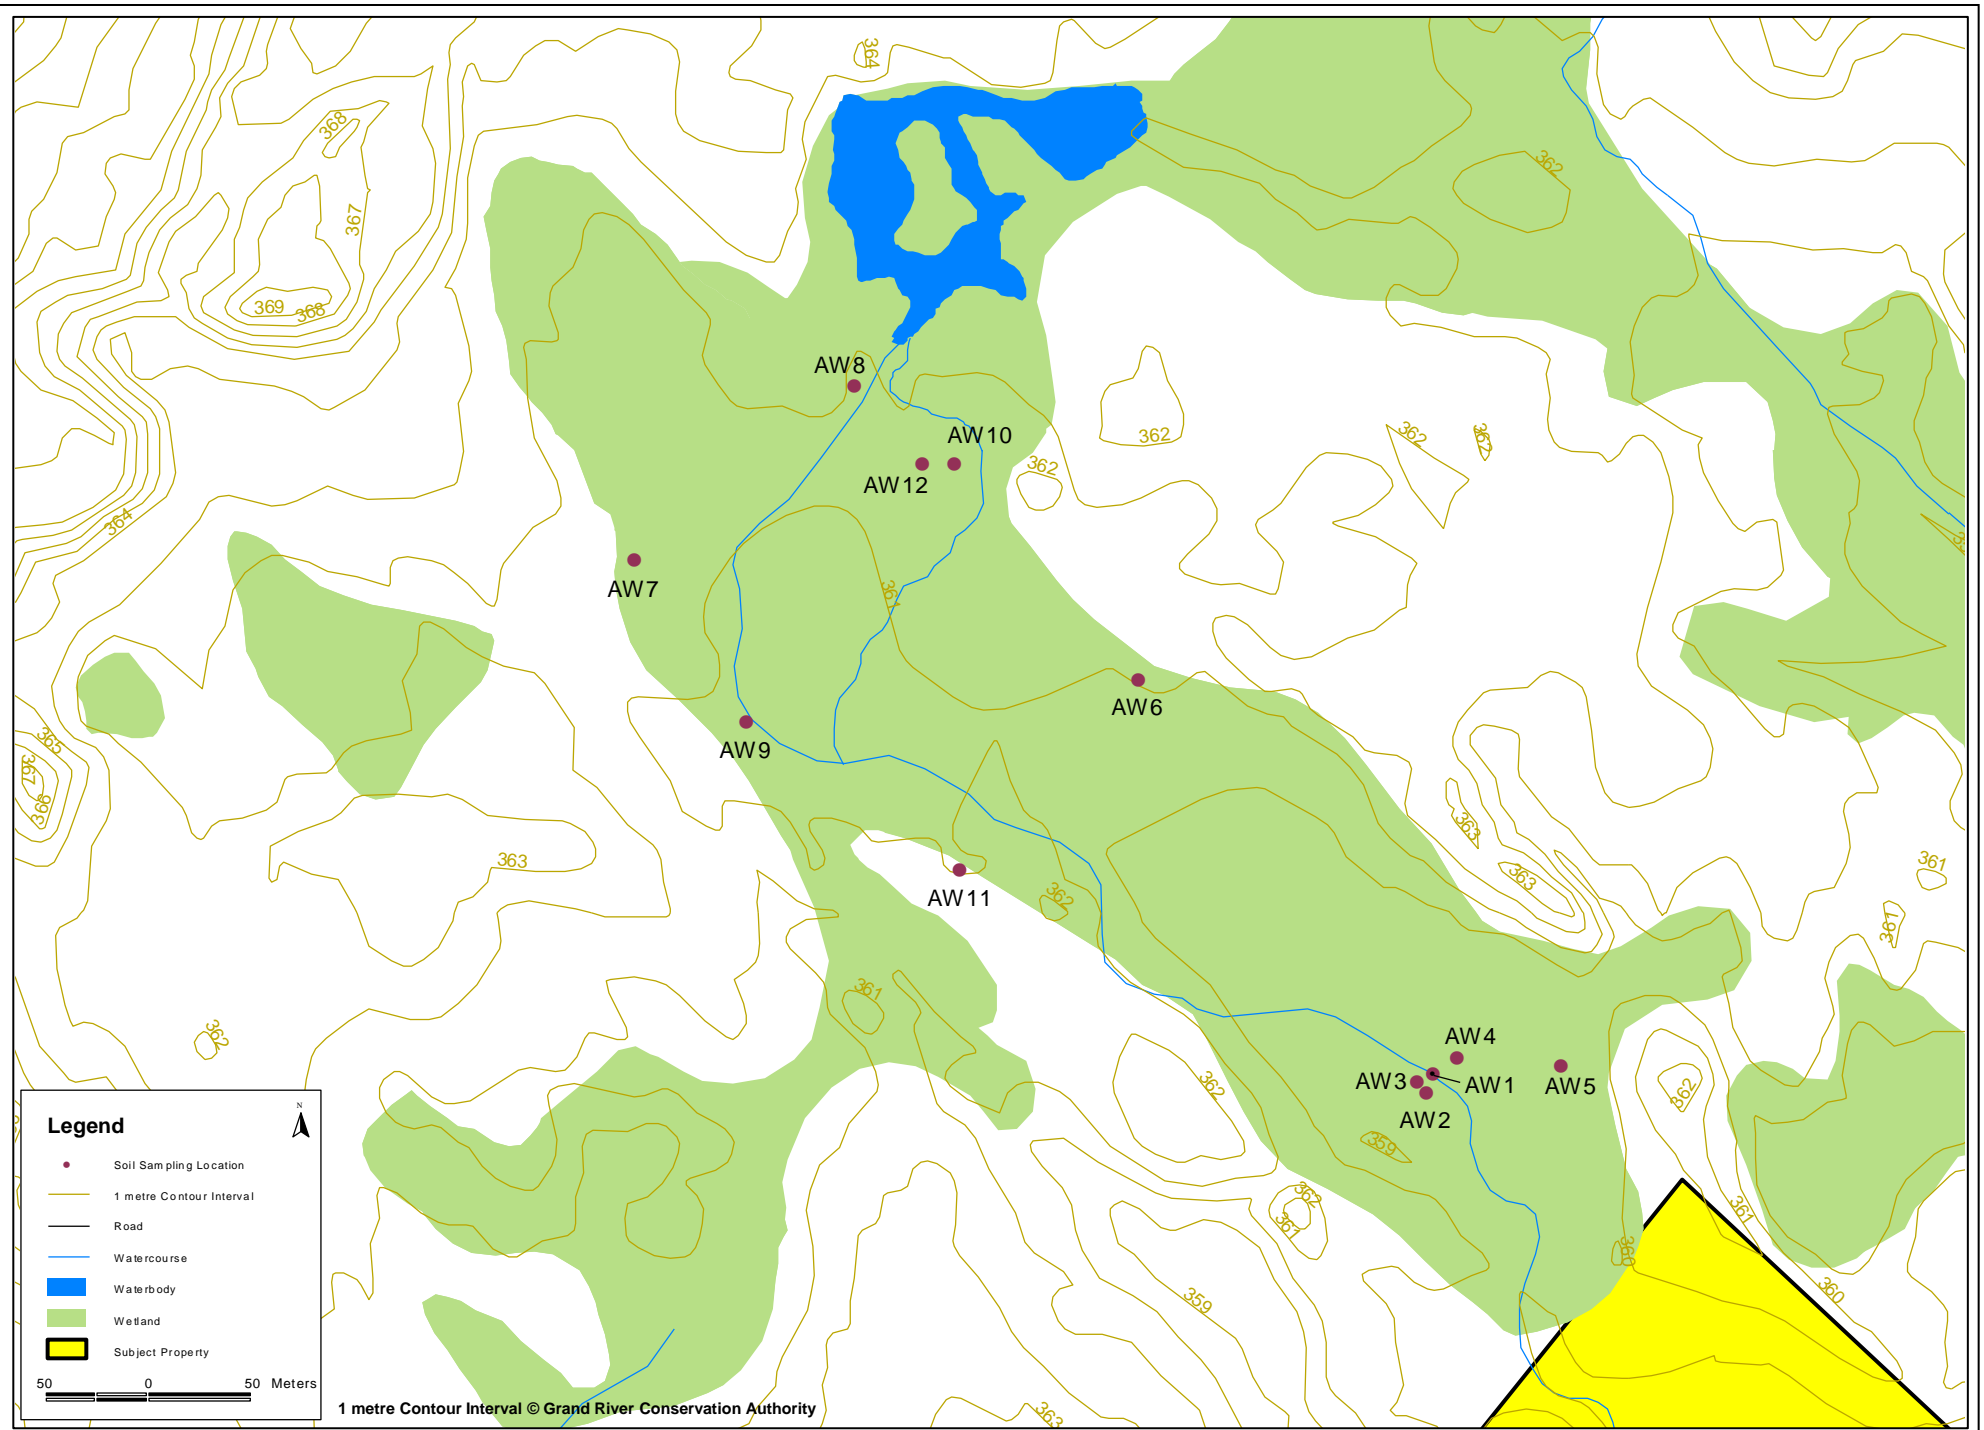 364
368
362
367
369
368
AW8
AW10
362
362
362
362
AW12
364
AW7
361
AW6
AW9
365
367
366
363
363
363
361
AW11
362
361
361
362
AW4
AW3
AW1
AW5
AW2
362
362
359
362
361
361
360
360
359
363
Legend
N
Soil Sampling Location
1 metre Contour Interval
Road
Watercourse
Waterbody
Wetland
Subject Property
50 0 50 Meters
1 metre Contour Interval © Grand River Conservation Authority